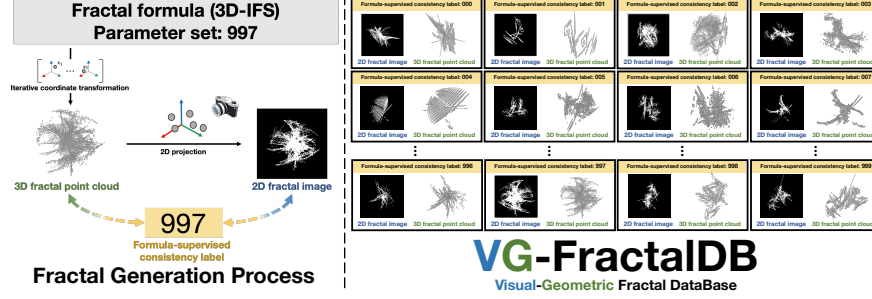 Fractal formula (3D-IFS)
Parameter set: 997
Iterative coordinate transformation
2D projection
3D fractal point cloud
2D fractal image
997
Formula-supervised
consistency label
Fractal Generation Process
Formula-supervised consistency label: 000
2D fractal image 3D fractal point cloud
Formula-supervised consistency label: 001
2D fractal image 3D fractal point cloud
Formula-supervised consistency label: 002
2D fractal image 3D fractal point cloud
Formula-supervised consistency label: 003
2D fractal image 3D fractal point cloud
Formula-supervised consistency label: 004
2D fractal image 3D fractal point cloud
Formula-supervised consistency label: 005
2D fractal image 3D fractal point cloud
Formula-supervised consistency label: 006
2D fractal image 3D fractal point cloud
Formula-supervised consistency label: 007
2D fractal image 3D fractal point cloud
Formula-supervised consistency label: 996
2D fractal image 3D fractal point cloud
Formula-supervised consistency label: 997
2D fractal image 3D fractal point cloud
Formula-supervised consistency label: 998
2D fractal image 3D fractal point cloud
Formula-supervised consistency label: 999
2D fractal image 3D fractal point cloud
VG-FractalDB
Visual-Geometric Fractal DataBase